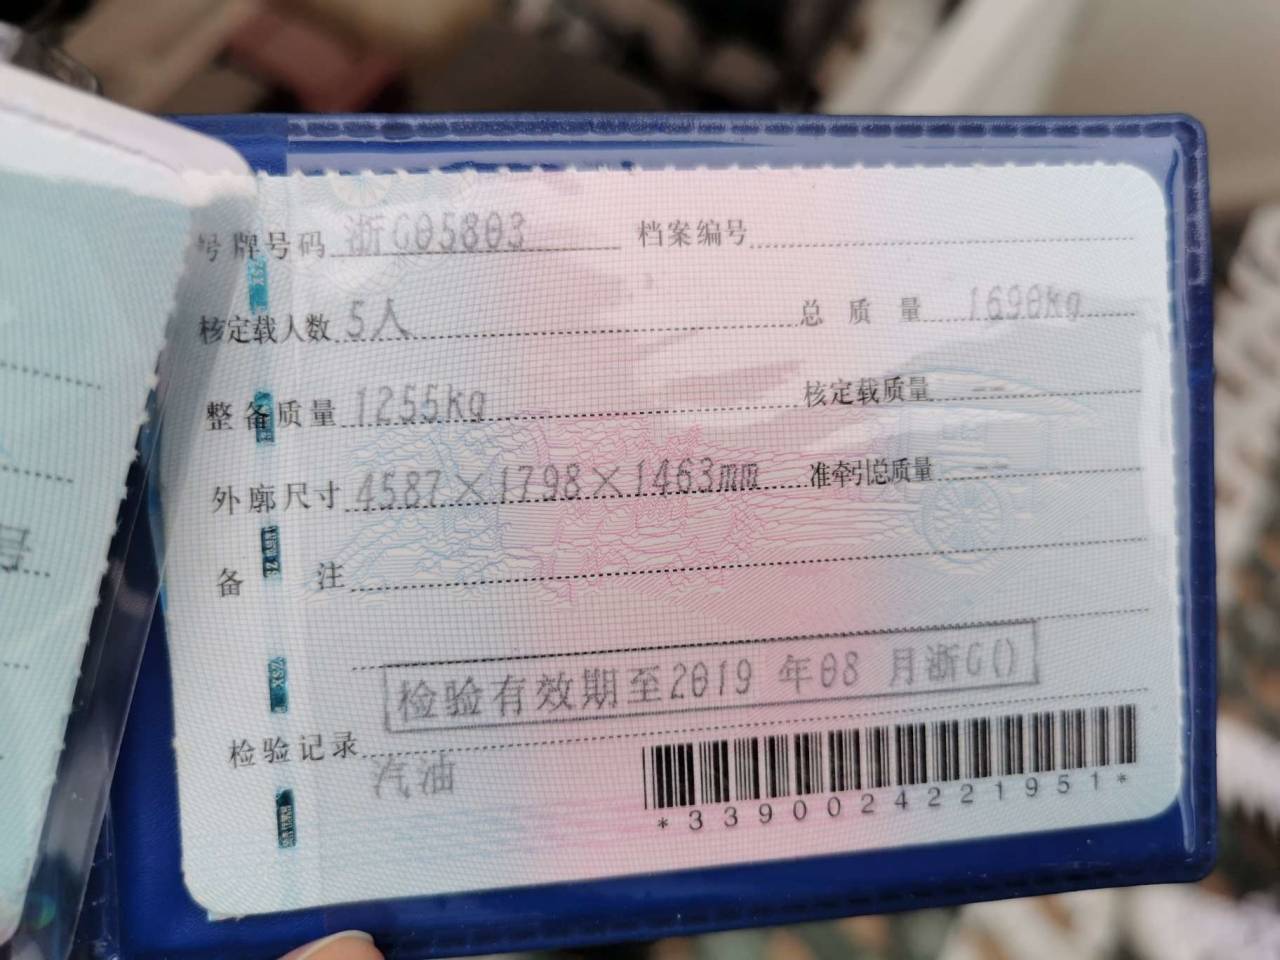 号牌号码 浙G05803 档案编号
核定载人数 5人 总质量 1690kg
整备质量 1255kg 核定载质量 --
外廓尺寸 4587×1798×1463mm 准牵引总质量 --
备注
检验有效期至2019年08月浙G()
检验记录
汽油
*3390024221951*